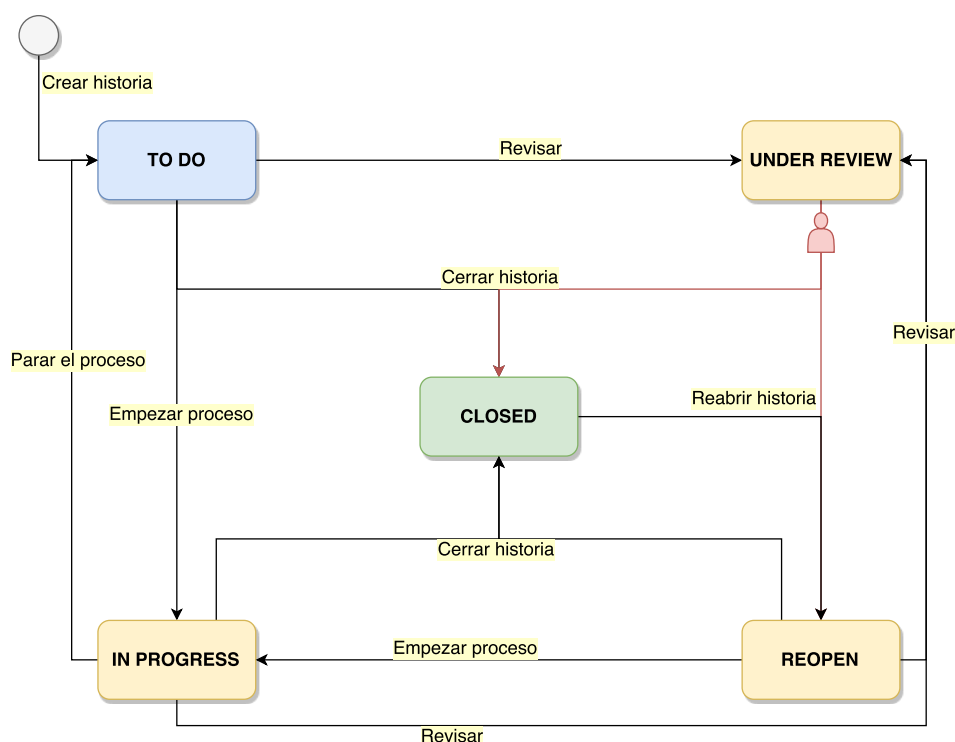 Crear historia
TO DO
Revisar
UNDER REVIEW
Cerrar historia
Revisar
Parar el proceso
Reabrir historia
Empezar proceso
CLOSED
Cerrar historia
Empezar proceso
IN PROGRESS
REOPEN
Revisar